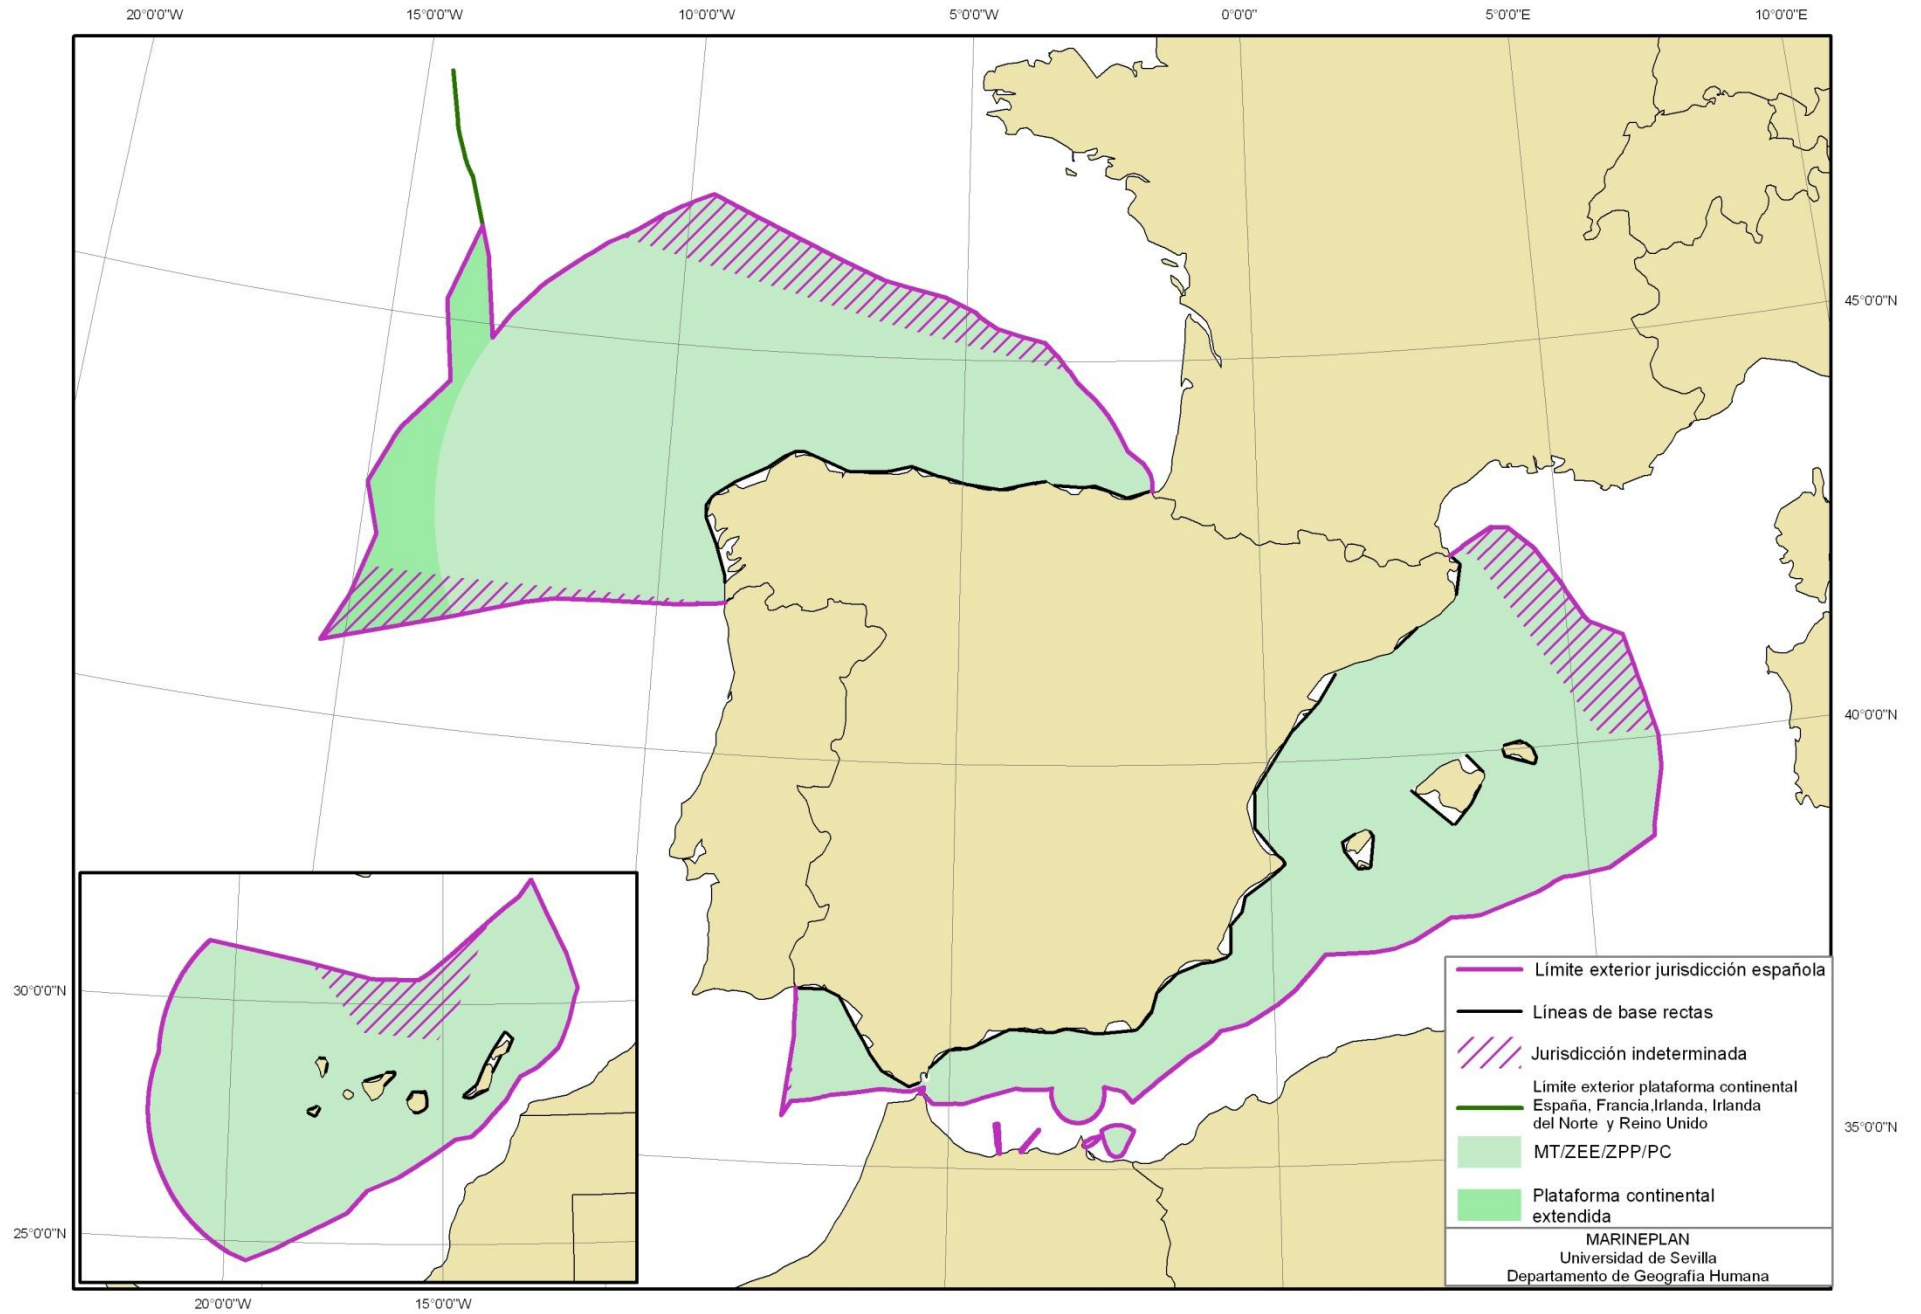 20°0'0"W
15°0'0"W
10°0'0"W
5°0'0"W
0°0'0"
5°0'0"E
10°0'0"E
45°0'0"N
40°0'0"N
35°0'0"N
30°0'0"N
25°0'0"N
20°0'0"W
15°0'0"W
Límite exterior jurisdicción española
Líneas de base rectas
Jurisdicción indeterminada
Límite exterior plataforma continental
España, Francia,Irlanda, Irlanda
del Norte y Reino Unido
MT/ZEE/ZPP/PC
Plataforma continental
extendida
MARINEPLAN
Universidad de Sevilla
Departamento de Geografía Humana